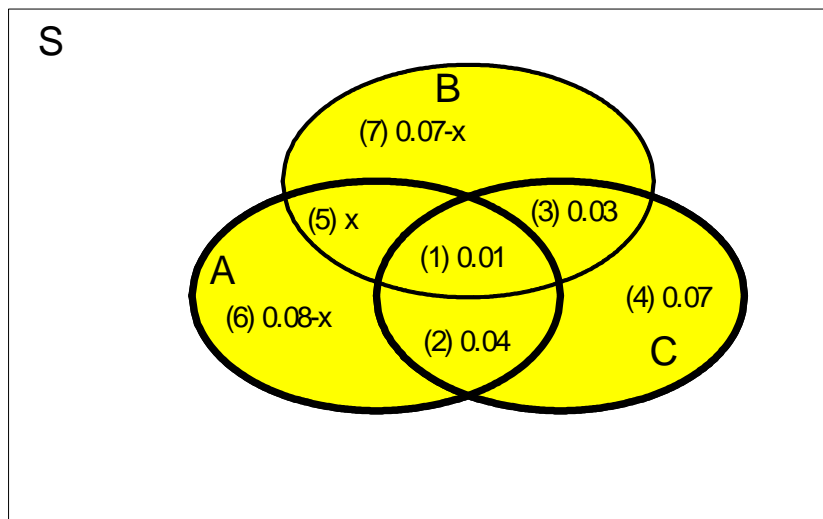 S
B
(7) 0.07-x
(5) x
(3) 0.03
(1) 0.01
A
(6) 0.08-x
(4) 0.07
(2) 0.04
C